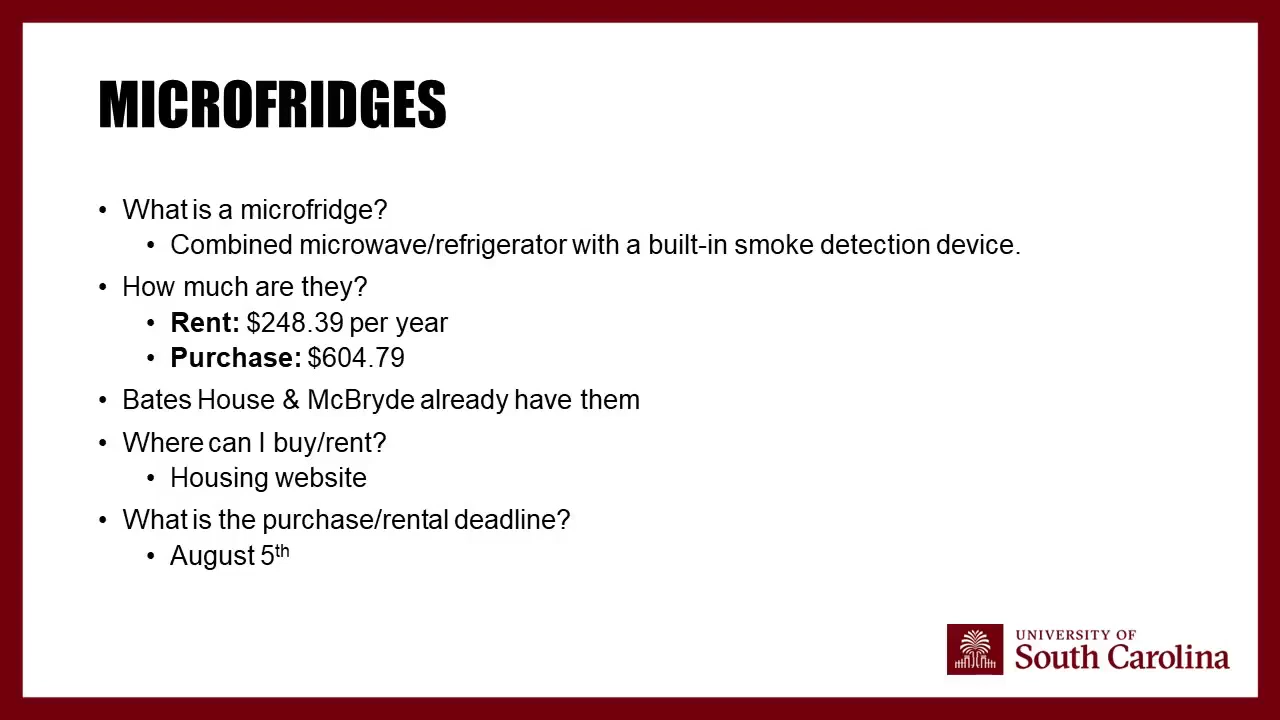 MICROFRIDGES
• What is a microfridge?
• Combined microwave/refrigerator with a built-in smoke detection device.
• How much are they?
• Rent: $248.39 per year
• Purchase: $604.79
• Bates House & McBryde already have them
• Where can I buy/rent?
• Housing website
• What is the purchase/rental deadline?
• August 5th
UNIVERSITY OF
South Carolina